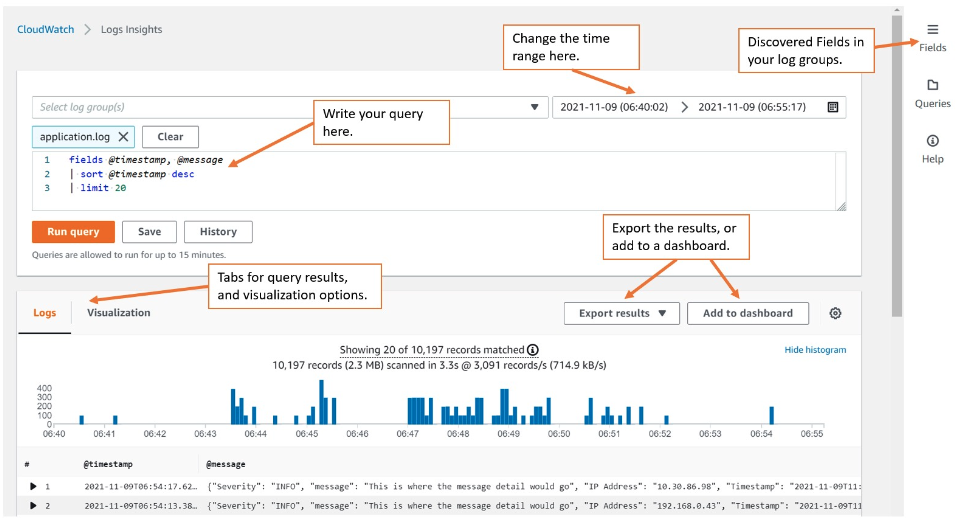 CloudWatch > Logs Insights
Change the time
range here.
Discovered Fields in
your log groups.
Fields
Queries
Help
Select log group(s)
2021-11-09 (06:40:02) > 2021-11-09 (06:55:17)
Write your query
here.
application.log X Clear
1 fields @timestamp, @message
2 | sort @timestamp desc
3 | limit 20
Run query Save History
Queries are allowed to run for up to 15 minutes.
Export the results, or
add to a dashboard.
Tabs for query results,
and visualization options.
Logs Visualization Export results Add to dashboard
Showing 20 of 10,197 records matched
Hide histogram
10,197 records (2.3 MB) scanned in 3.3s @ 3,091 records/s (714.9 kB/s)
400
300
200
100
0
06:40 06:41 06:42 06:43 06:44 06:45 06:46 06:47 06:48 06:49 06:50 06:51 06:52 06:53 06:54 06:55
# @timestamp @message
1 2021-11-09T06:54:17.62… {"Severity": "INFO", "message": "This is where the message detail would go", "IP Address": "10.30.86.98", "Timestamp": "2021-11-09T11:
2 2021-11-09T06:54:13.38… {"Severity": "INFO", "message": "This is where the message detail would go", "IP Address": "192.168.0.43", "Timestamp": "2021-11-09T11